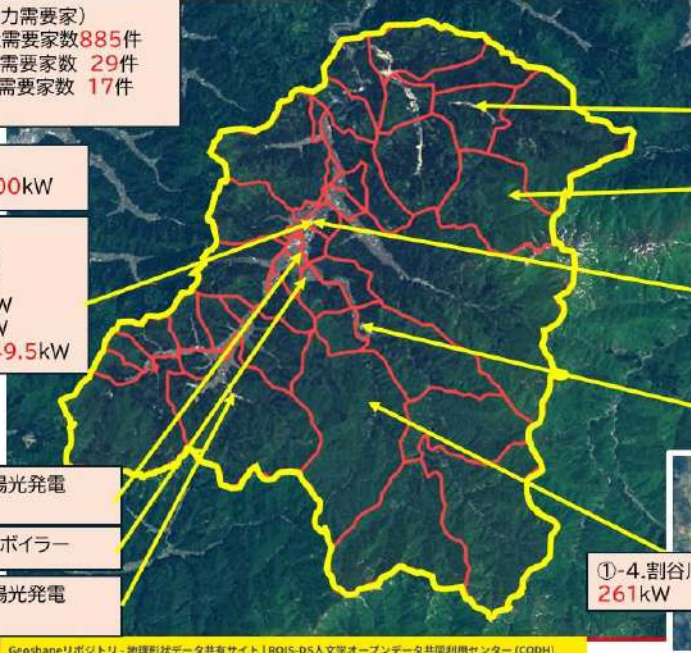 力需要家)
需要家数885件
需要家数 29件
需要家数 17件
00kW
W
W
9.5kW
陽光発電
ボイラー
陽光発電
①-4.割谷
261kW
Geoshapeリポジトリ - 地理形状データ共有サイト | ROIS-DS人文学オープンデータ共同利用センター (CODH)